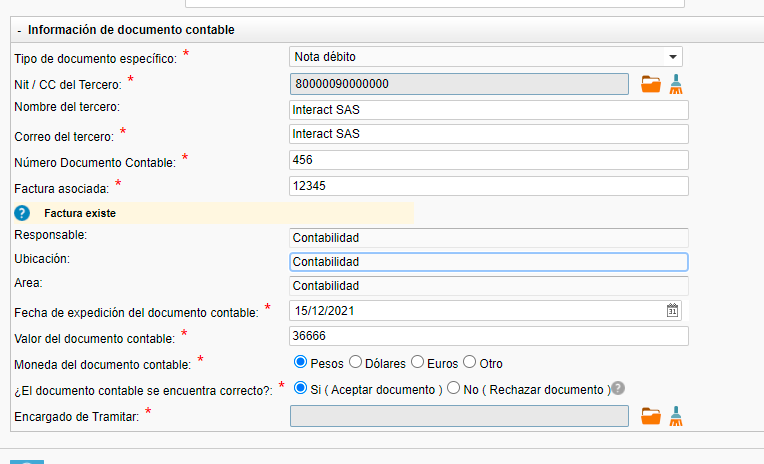 - Información de documento contable
Tipo de documento específico: * Nota débito
Nit / CC del Tercero: * 80000090000000
Nombre del tercero: Interact SAS
Correo del tercero: * Interact SAS
Número Documento Contable: * 456
Factura asociada: * 12345
? Factura existe
Responsable: Contabilidad
Ubicación: Contabilidad
Area: Contabilidad
Fecha de expedición del documento contable: * 15/12/2021 31
Valor del documento contable: * 36666
Moneda del documento contable: * Pesos Dólares Euros Otro
¿El documento contable se encuentra correcto?: * Si ( Aceptar documento ) No ( Rechazar documento ) ?
Encargado de Tramitar: *